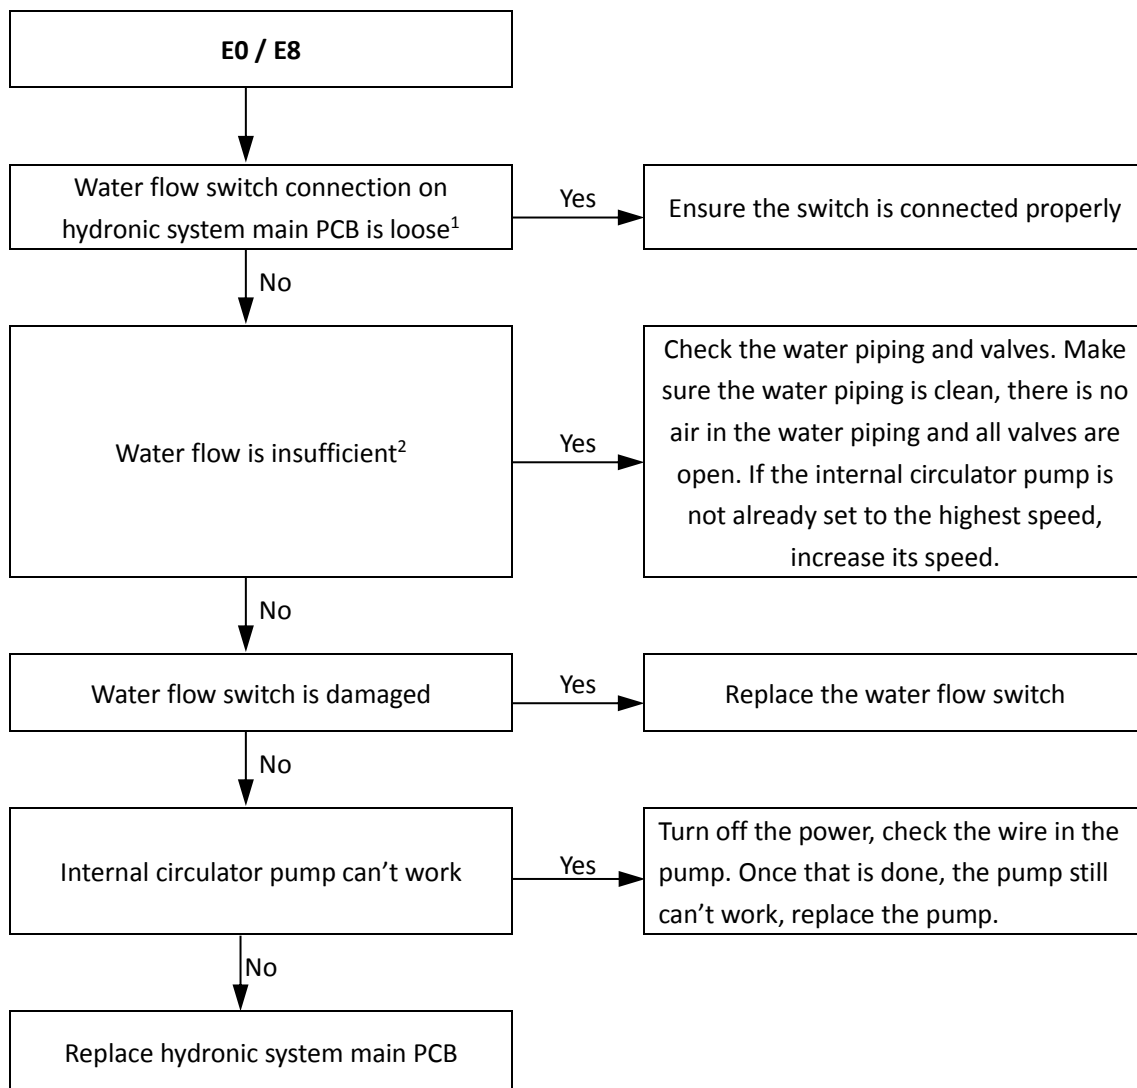 E0 / E8
Water flow switch connection on
hydronic system main PCB is loose¹
Yes
Ensure the switch is connected properly
No
Water flow is insufficient²
Yes
Check the water piping and valves. Make
sure the water piping is clean, there is no
air in the water piping and all valves are
open. If the internal circulator pump is
not already set to the highest speed,
increase its speed.
No
Water flow switch is damaged
Yes
Replace the water flow switch
No
Internal circulator pump can’t work
Yes
Turn off the power, check the wire in the
pump. Once that is done, the pump still
can’t work, replace the pump.
No
Replace hydronic system main PCB